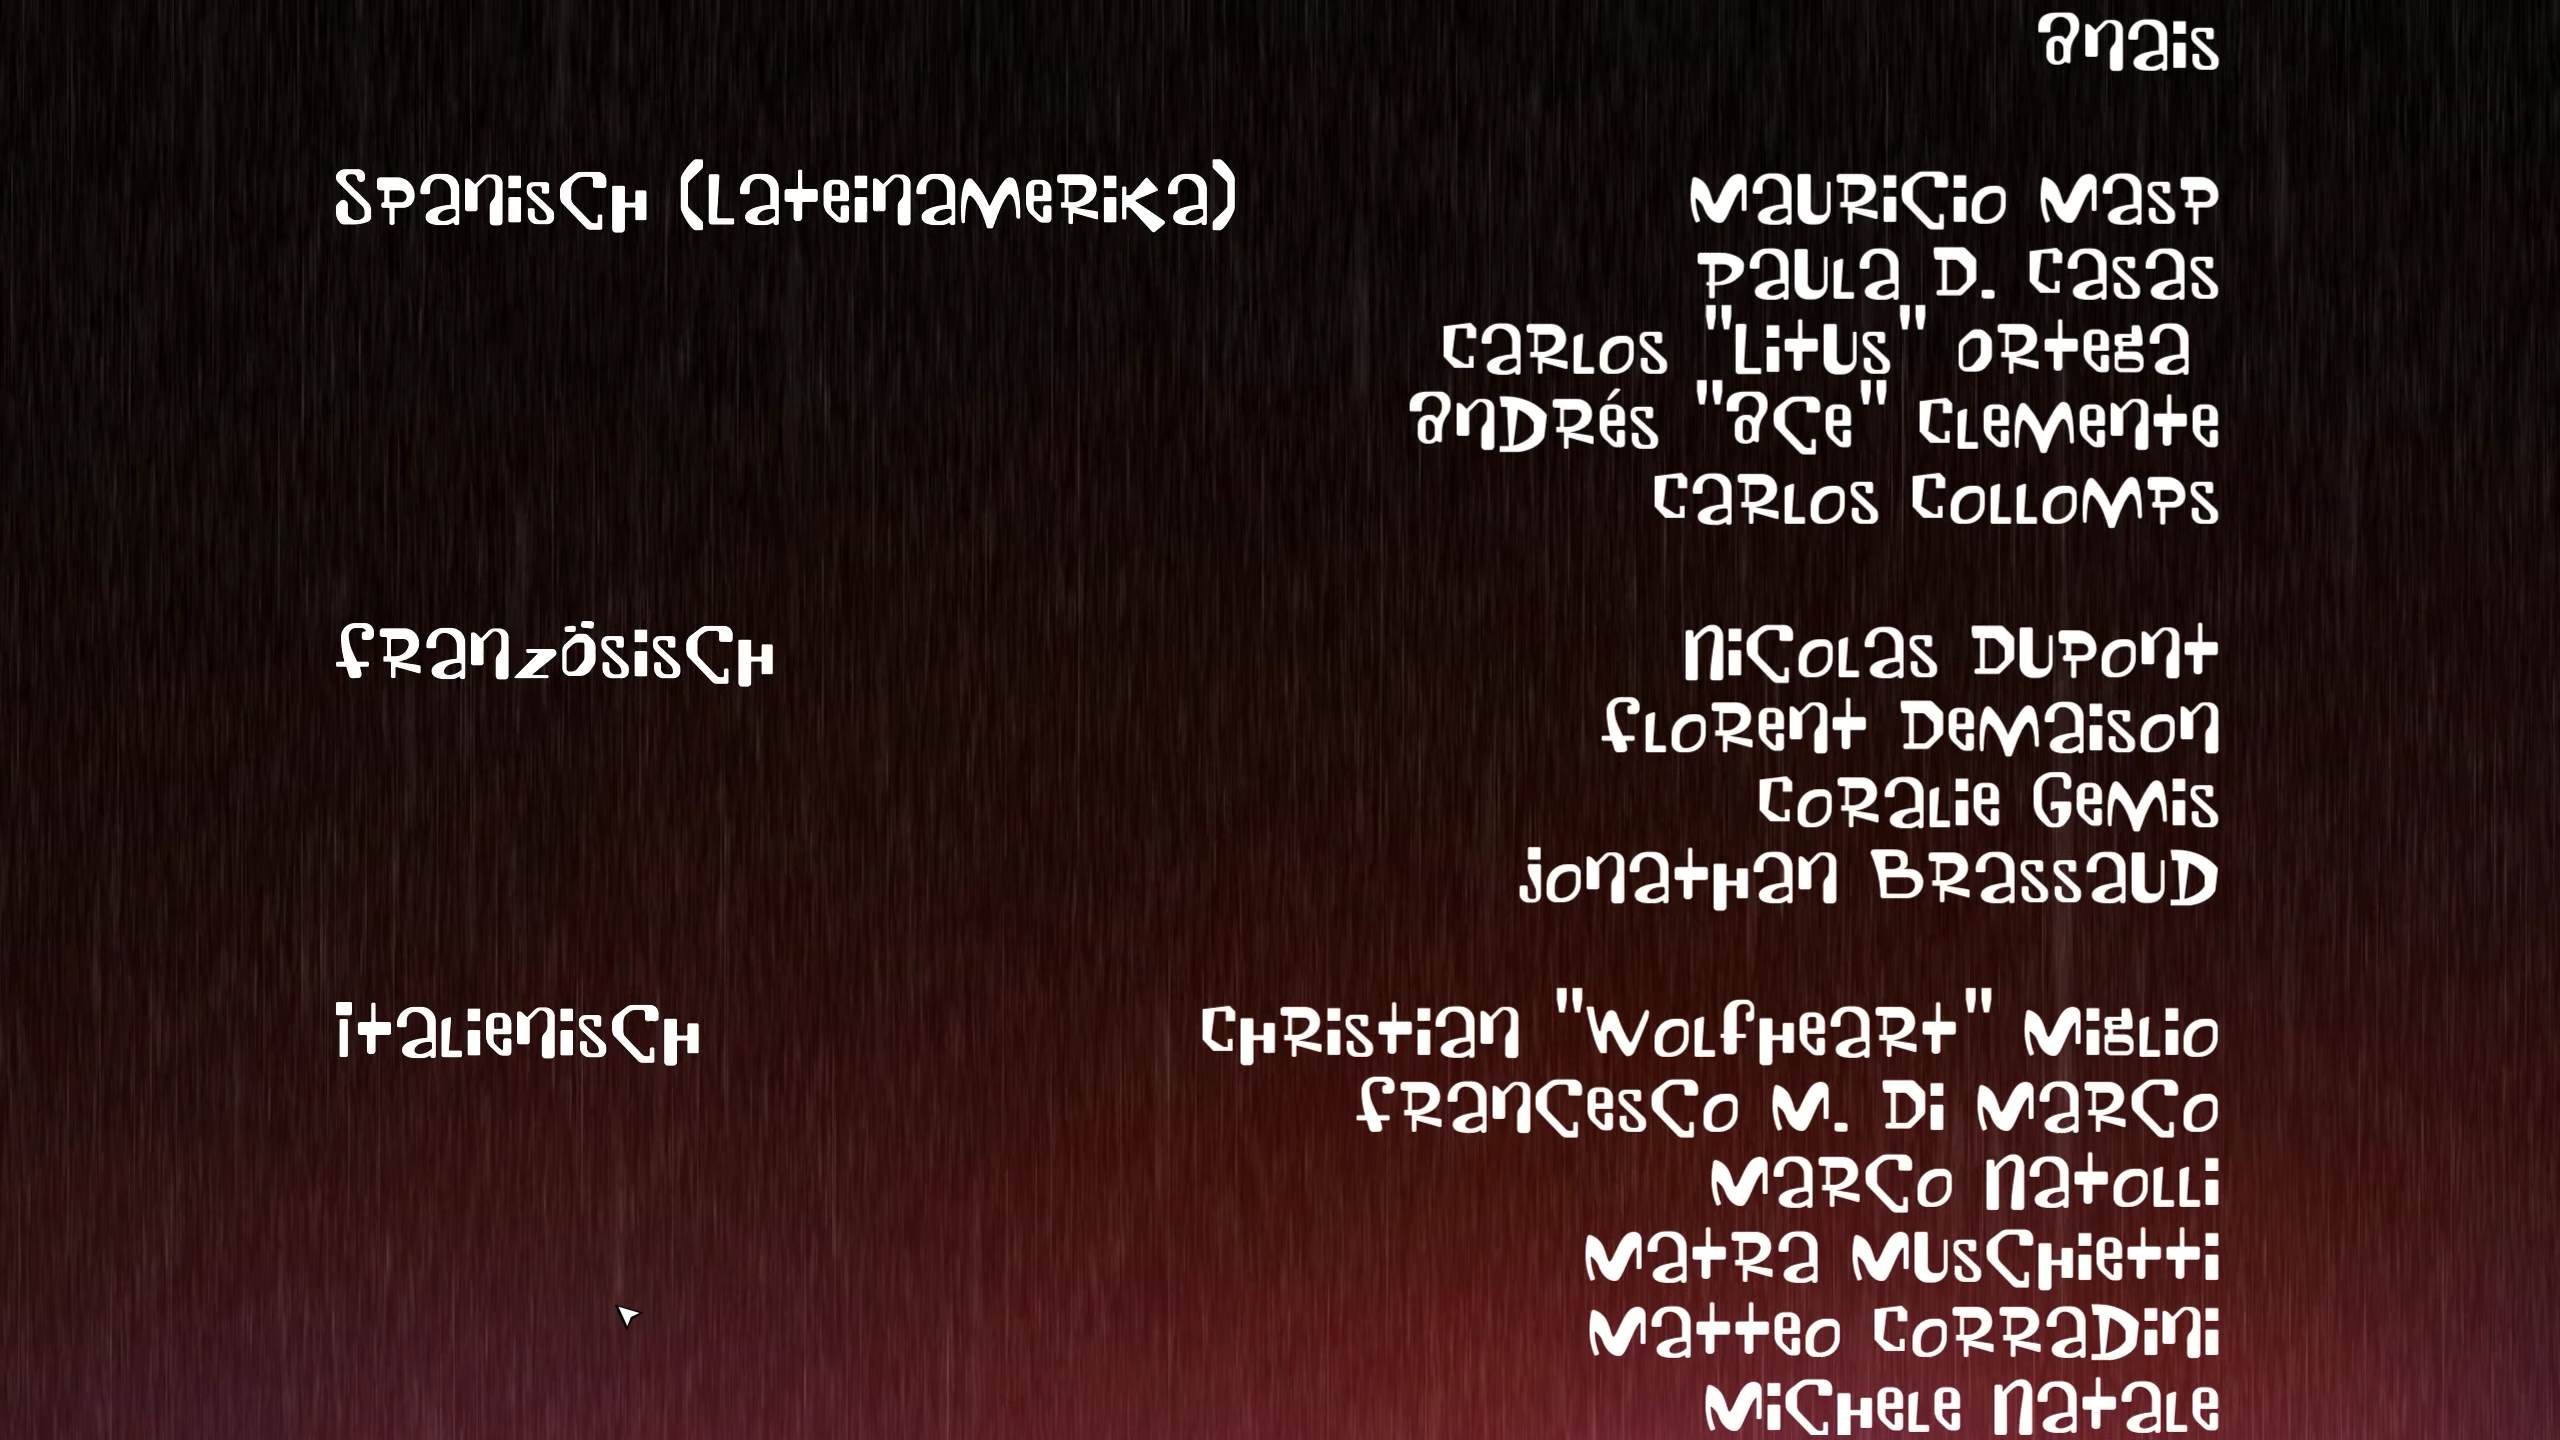 Anais
Spanisch (Lateinamerika)
Mauricio Masp
Paula D. Casas
Carlos "Litus" Ortega
Andrés "Ace" Clemente
Carlos Collomps
Französisch
Nicolas Dupont
Florent Demaison
Coralie Gemis
Jonathan Brassaud
Italienisch
Christian "Wolfheart" Miglio
Francesco M. Di Marco
Marco Natolli
Matra Muschietti
Matteo Corradini
Michele Natale